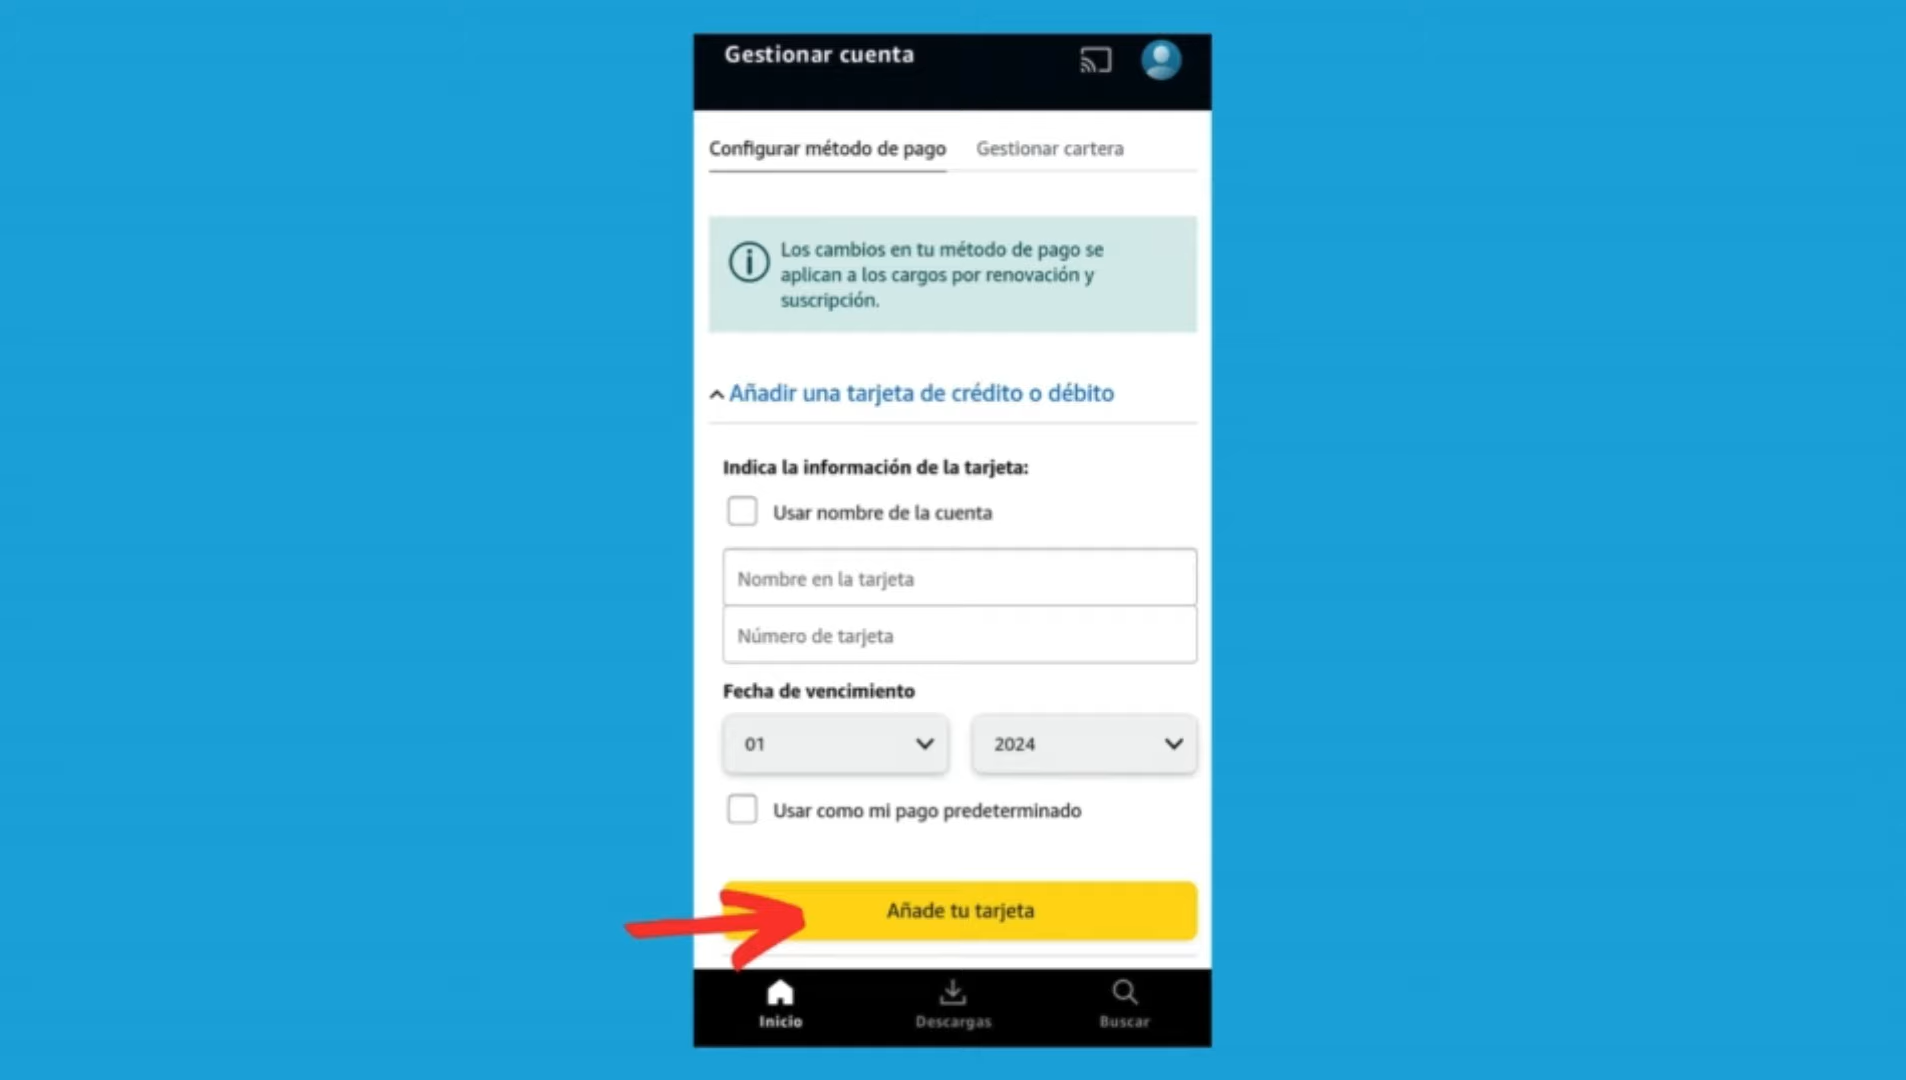 Gestionar cuenta
Configurar método de pago
Gestionar cartera
Los cambios en tu método de pago se
aplican a los cargos por renovación y
suscripción.
Añadir una tarjeta de crédito o débito
Indica la información de la tarjeta:
Usar nombre de la cuenta
Nombre en la tarjeta
Número de tarjeta
Fecha de vencimiento
01
2024
Usar como mi pago predeterminado
Añade tu tarjeta
Inicio
Descargas
Buscar